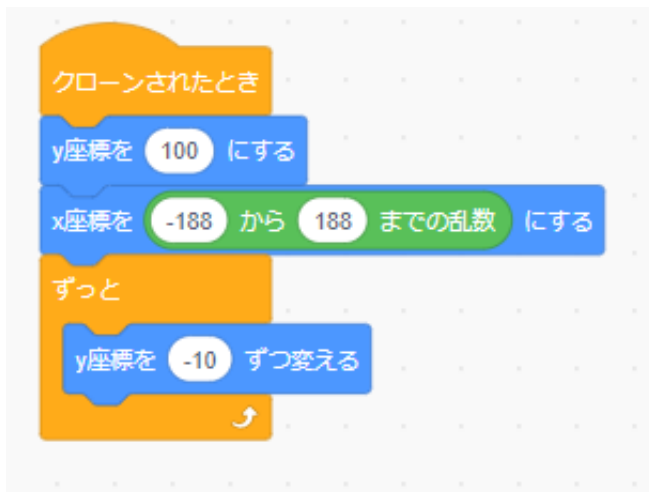 クローンされたとき
y座標を 100 にする
x座標を -188 から 188 までの乱数 にする
ずっと
y座標を -10 ずつ変える